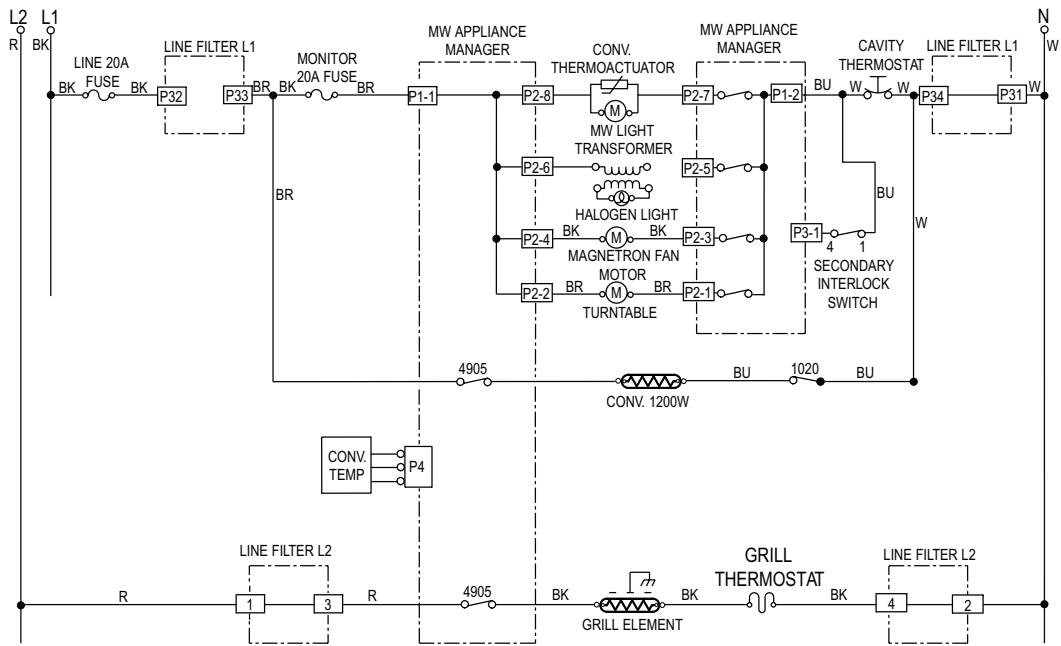 L2 L1
N
R BK
W
LINE FILTER L1
MW APPLIANCE
MANAGER
CONV.
THERMOACTUATOR
MW APPLIANCE
MANAGER
CAVITY
THERMOSTAT
LINE FILTER L1
LINE 20A
FUSE
MONITOR
20A FUSE
BK BK P32 P33 BR BK BR P1-1 P2-8 M P2-7 P1-2 BU W W P34 P31 W
MW LIGHT
TRANSFORMER
P2-6 P2-5
BR
BU
W
HALOGEN LIGHT
P2-4 BK M BK P2-3 P3-1
4 1
MAGNETRON FAN
MOTOR
SECONDARY
INTERLOCK
SWITCH
P2-2 BR M BR P2-1
TURNTABLE
4905 BU 1020 BU
CONV. 1200W
CONV.
TEMP
P4
LINE FILTER L2
GRILL
THERMOSTAT
LINE FILTER L2
R 1 3 R 4905 BK BK BK 4 2
GRILL ELEMENT